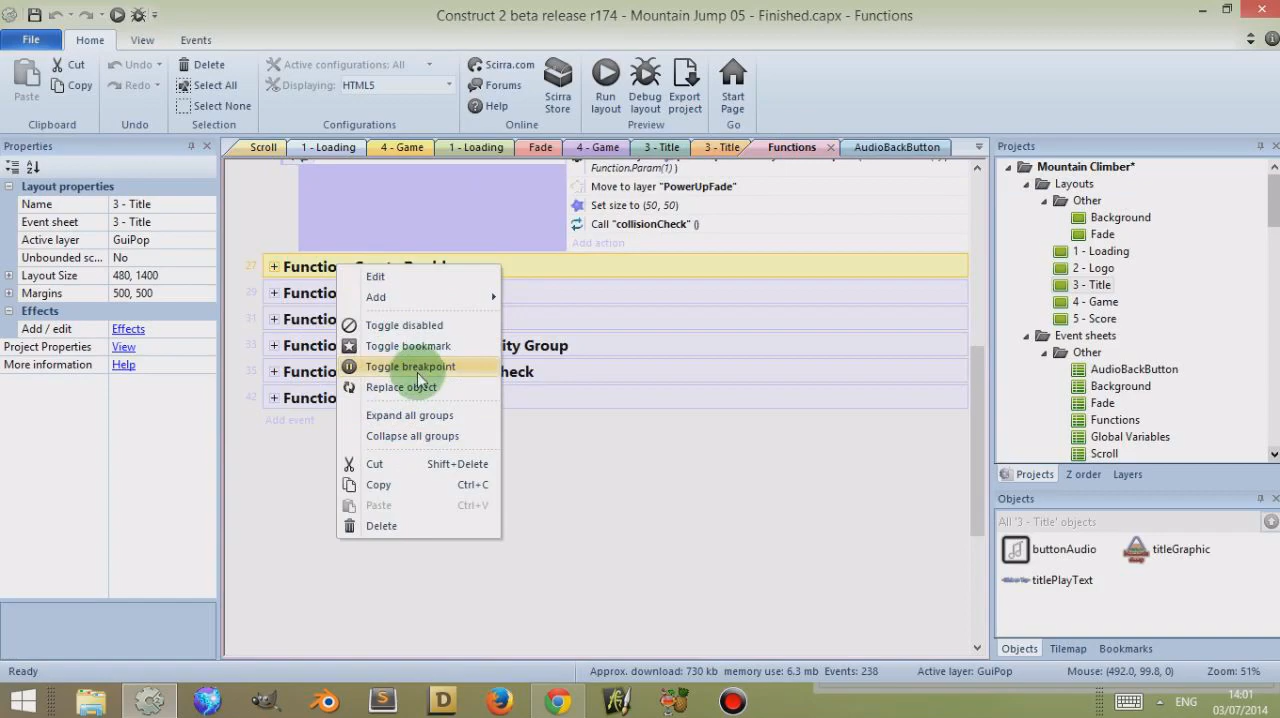 Construct 2 beta release r174 - Mountain Jump 05 - Finished.capx - Functions
File Home View Events
Paste
Cut
Copy
Clipboard
Undo
Redo
Undo
Delete
Select All
Select None
Selection
Active configurations: All
Displaying: HTML5
Configurations
Scirra.com
Forums
Help
Scirra Store
Online
Run layout
Debug layout
Export project
Preview
Start Page
Go
Properties
Layout properties
Name 3 - Title
Event sheet 3 - Title
Active layer GuiPop
Unbounded sc... No
Layout Size 480, 1400
Margins 500, 500
Effects
Add / edit Effects
Project Properties View
More information Help
Scroll 1 - Loading 4 - Game 1 - Loading Fade 4 - Game 3 - Title 3 - Title Functions AudioBackButton
Function.Param(1) )
Move to layer "PowerUpFade"
Set size to (50, 50)
Call "collisionCheck" ()
Add action
27 Functio
29 Functio
31 Functio
33 Functio ity Group
35 Functio check
42 Functio
Add event
Edit
Add
Toggle disabled
Toggle bookmark
Toggle breakpoint
Replace object
Expand all groups
Collapse all groups
Cut Shift+Delete
Copy Ctrl+C
Paste Ctrl+V
Delete
Projects
Mountain Climber*
Layouts
Other
Background
Fade
1 - Loading
2 - Logo
3 - Title
4 - Game
5 - Score
Event sheets
Other
AudioBackButton
Background
Fade
Functions
Global Variables
Scroll
Projects Z order Layers
Objects
All '3 - Title' objects
buttonAudio
titleGraphic
titlePlayText
Objects Tilemap Bookmarks
Ready
Approx. download: 730 kb memory use: 6.3 mb Events: 238 Active layer: GuiPop Mouse: (492.0, 99.8, 0) Zoom: 51%
ENG
14:01
03/07/2014